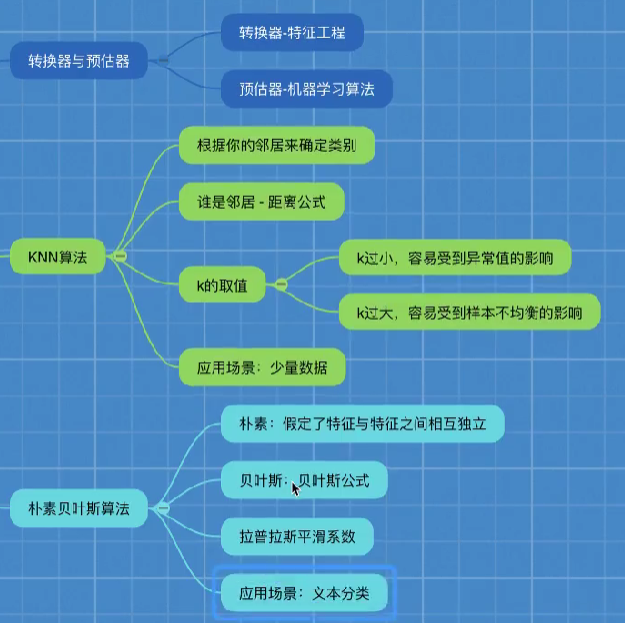 转换器与预估器
转换器-特征工程
预估器-机器学习算法
KNN算法
根据你的邻居来确定类别
谁是邻居 - 距离公式
k的取值
k过小，容易受到异常值的影响
k过大，容易受到样本不均衡的影响
应用场景：少量数据
朴素贝叶斯算法
朴素：假定了特征与特征之间相互独立
贝叶斯：贝叶斯公式
拉普拉斯平滑系数
应用场景：文本分类